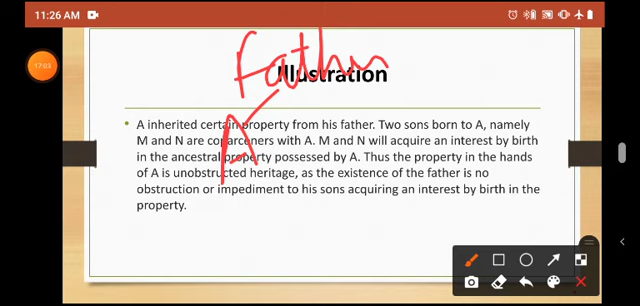 11:26 AM
17:03
Father
Illustration
A
• A inherited certain property from his father. Two sons born to A, namely
M and N are coparceners with A. M and N will acquire an interest by birth
in the ancestral property possessed by A. Thus the property in the hands
of A is unobstructed heritage, as the existence of the father is no
obstruction or impediment to his sons acquiring an interest by birth in the
property.